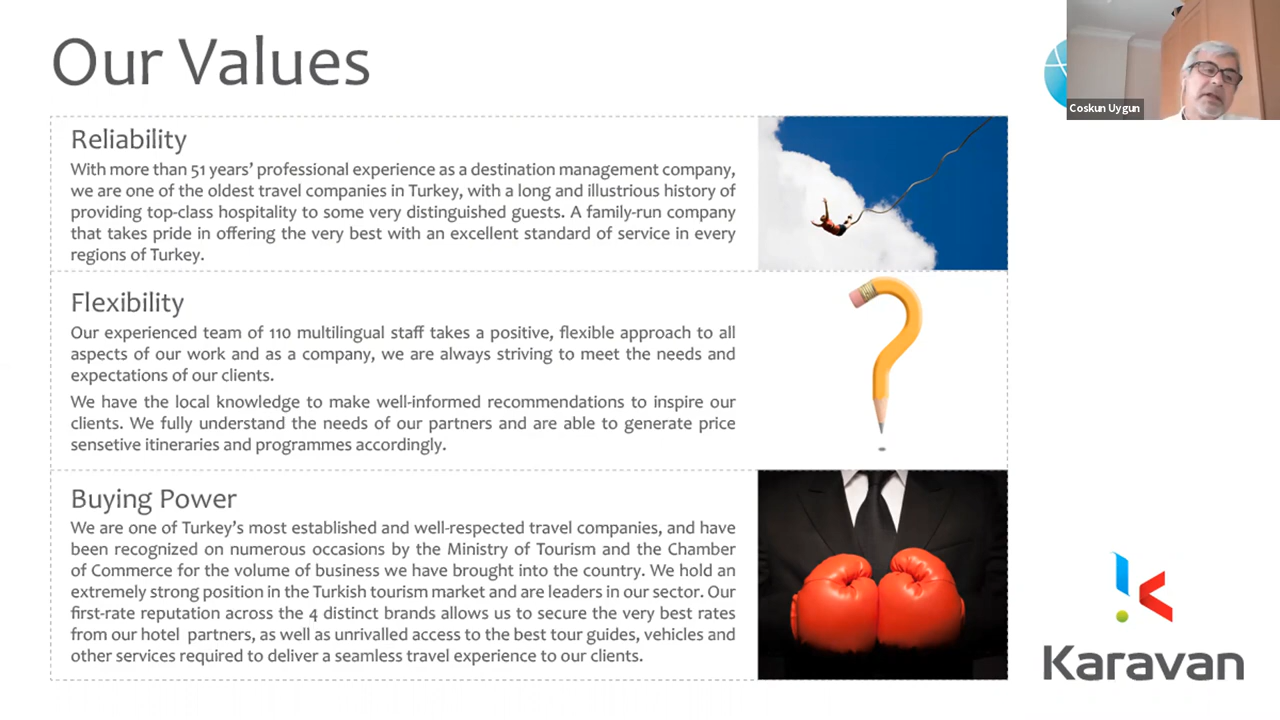 Our Values
Coskun Uygun
Reliability
With more than 51 years’ professional experience as a destination management company,
we are one of the oldest travel companies in Turkey, with a long and illustrious history of
providing top-class hospitality to some very distinguished guests. A family-run company
that takes pride in offering the very best with an excellent standard of service in every
regions of Turkey.
Flexibility
Our experienced team of 110 multilingual staff takes a positive, flexible approach to all
aspects of our work and as a company, we are always striving to meet the needs and
expectations of our clients.
We have the local knowledge to make well-informed recommendations to inspire our
clients. We fully understand the needs of our partners and are able to generate price
sensetive itineraries and programmes accordingly.
Buying Power
We are one of Turkey’s most established and well-respected travel companies, and have
been recognized on numerous occasions by the Ministry of Tourism and the Chamber
of Commerce for the volume of business we have brought into the country. We hold an
extremely strong position in the Turkish tourism market and are leaders in our sector. Our
first-rate reputation across the 4 distinct brands allows us to secure the very best rates
from our hotel partners, as well as unrivalled access to the best tour guides, vehicles and
other services required to deliver a seamless travel experience to our clients.
Karavan